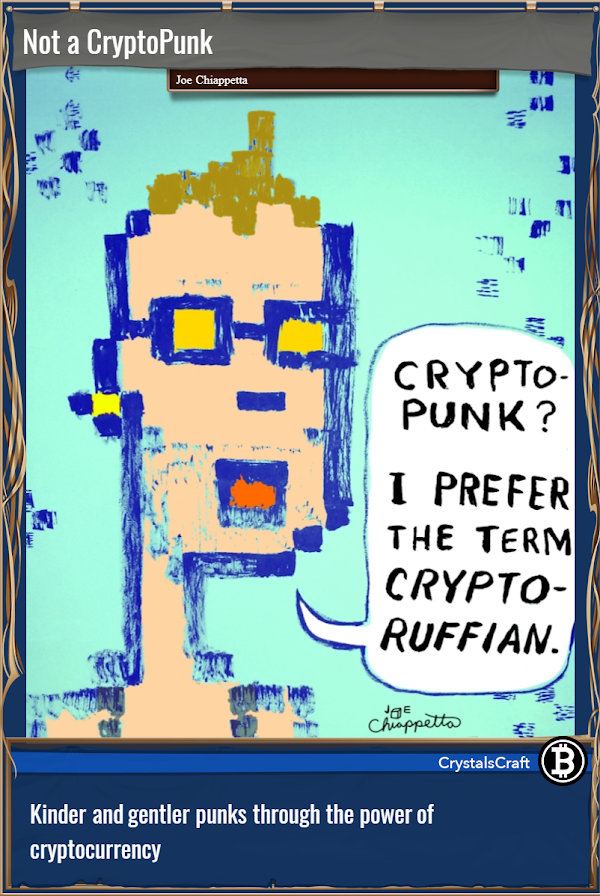 Not a CryptoPunk
Joe Chiappetta
CRYPTO-
PUNK?
I PREFER
THE TERM
CRYPTO-
RUFFIAN.
JOE
Chiappetta
CrystalsCraft
Kinder and gentler punks through the power of
cryptocurrency